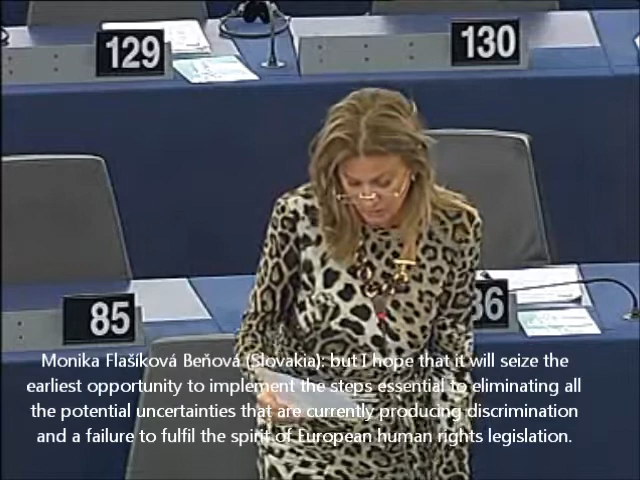 129
130
85
86
Monika Flašíková Beňová (Slovakia): but I hope that it will seize the
earliest opportunity to implement the steps essential to eliminating all
the potential uncertainties that are currently producing discrimination
and a failure to fulfil the spirit of European human rights legislation.